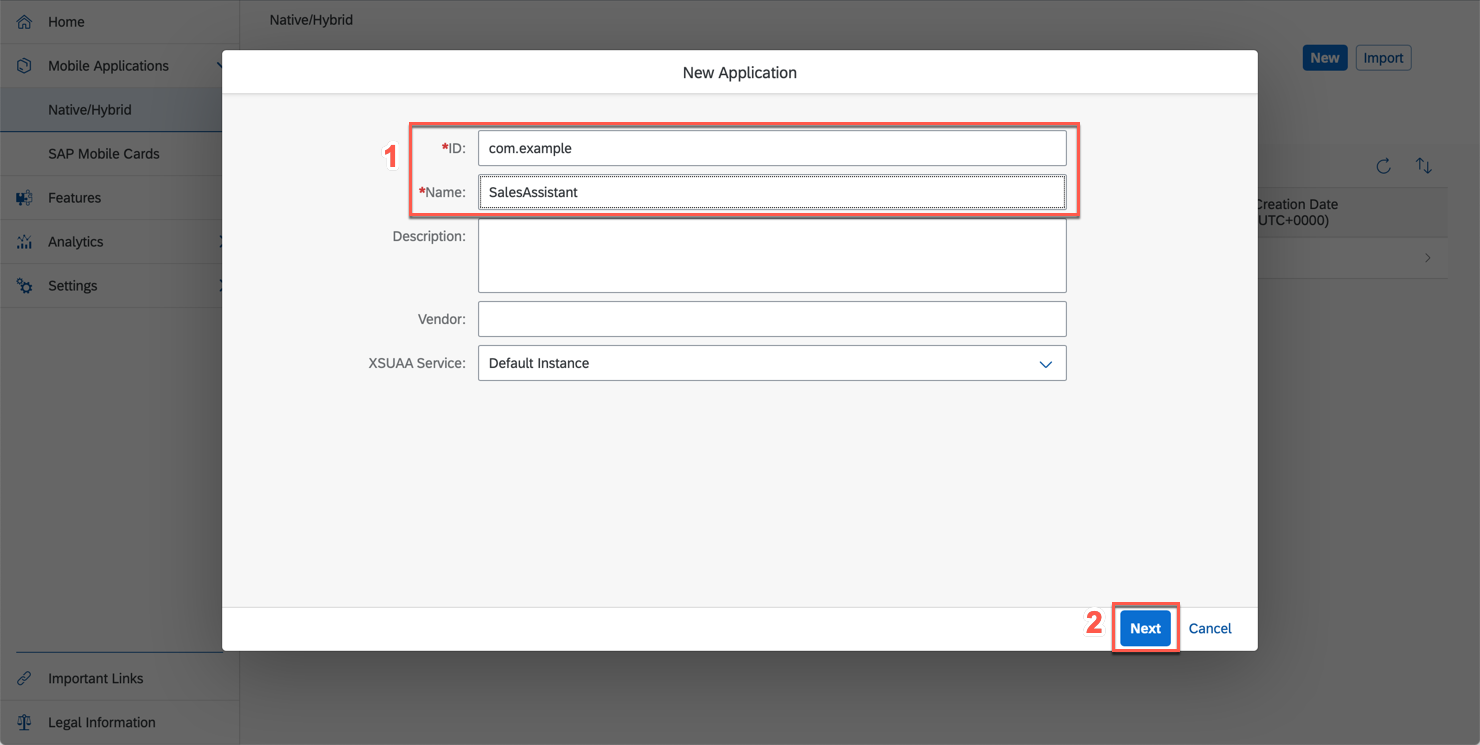 Home
Native/Hybrid
Mobile Applications
New Import
Native/Hybrid
SAP Mobile Cards
Features
Analytics
Settings
Creation Date
UTC+0000)
New Application
1
*ID: com.example
*Name: SalesAssistant
Description:
Vendor:
XSUAA Service: Default Instance
2
Next Cancel
Important Links
Legal Information